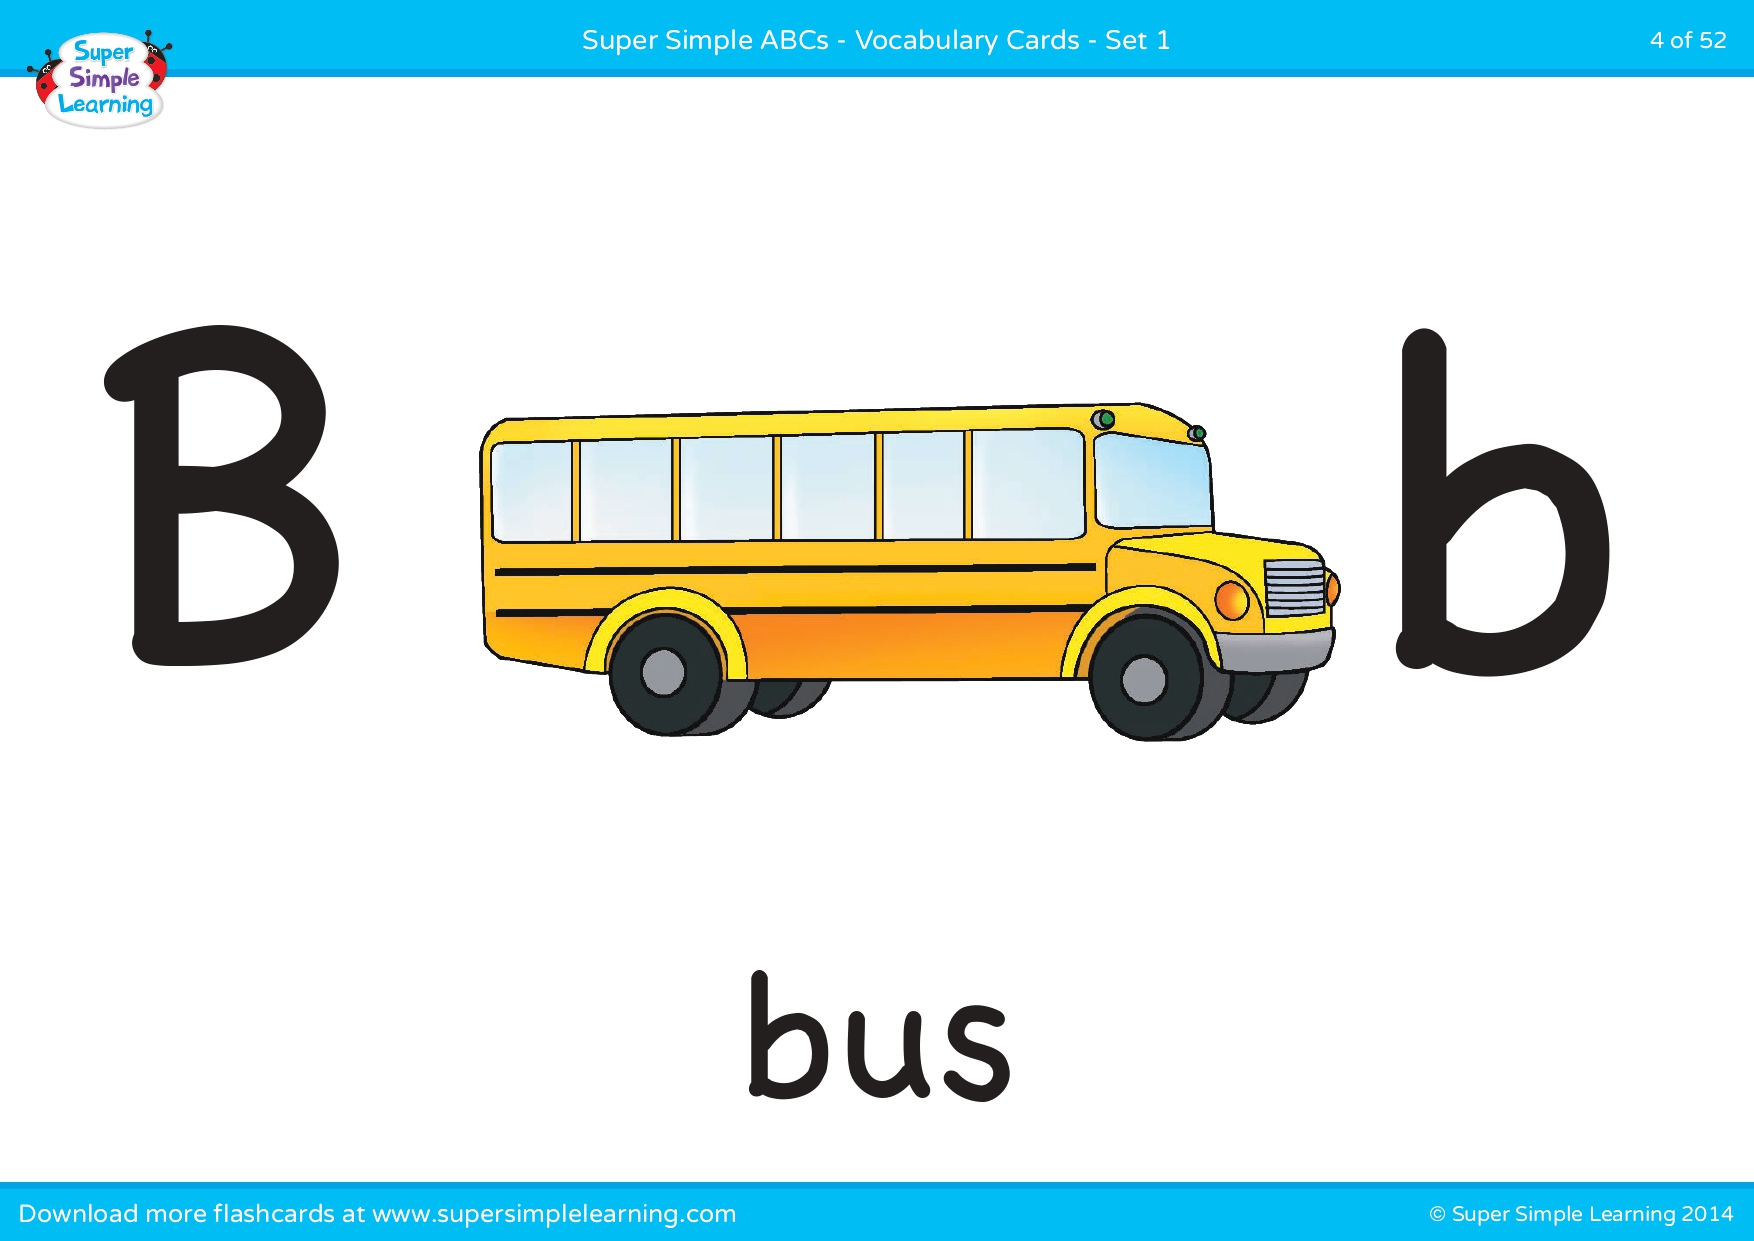 Super Simple ABCs - Vocabulary Cards - Set 1
4 of 52
Super
Simple
Learning
B b
bus
Download more flashcards at www.supersimplelearning.com
© Super Simple Learning 2014